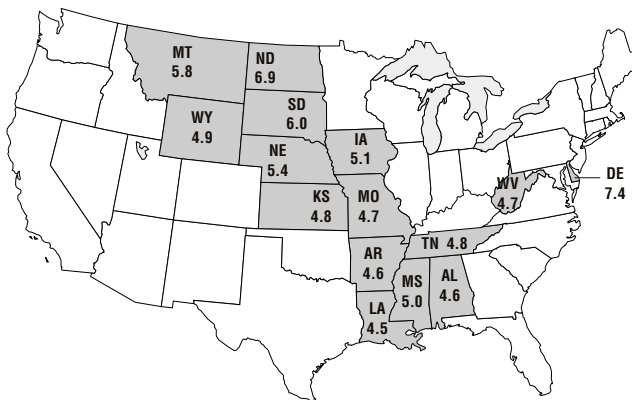 MT
5.8
ND
6.9
WY
4.9
SD
6.0
NE
5.4
IA
5.1
KS
4.8
MO
4.7
WV
4.7
DE
7.4
TN 4.8
AR
4.6
MS
5.0
AL
4.6
LA
4.5